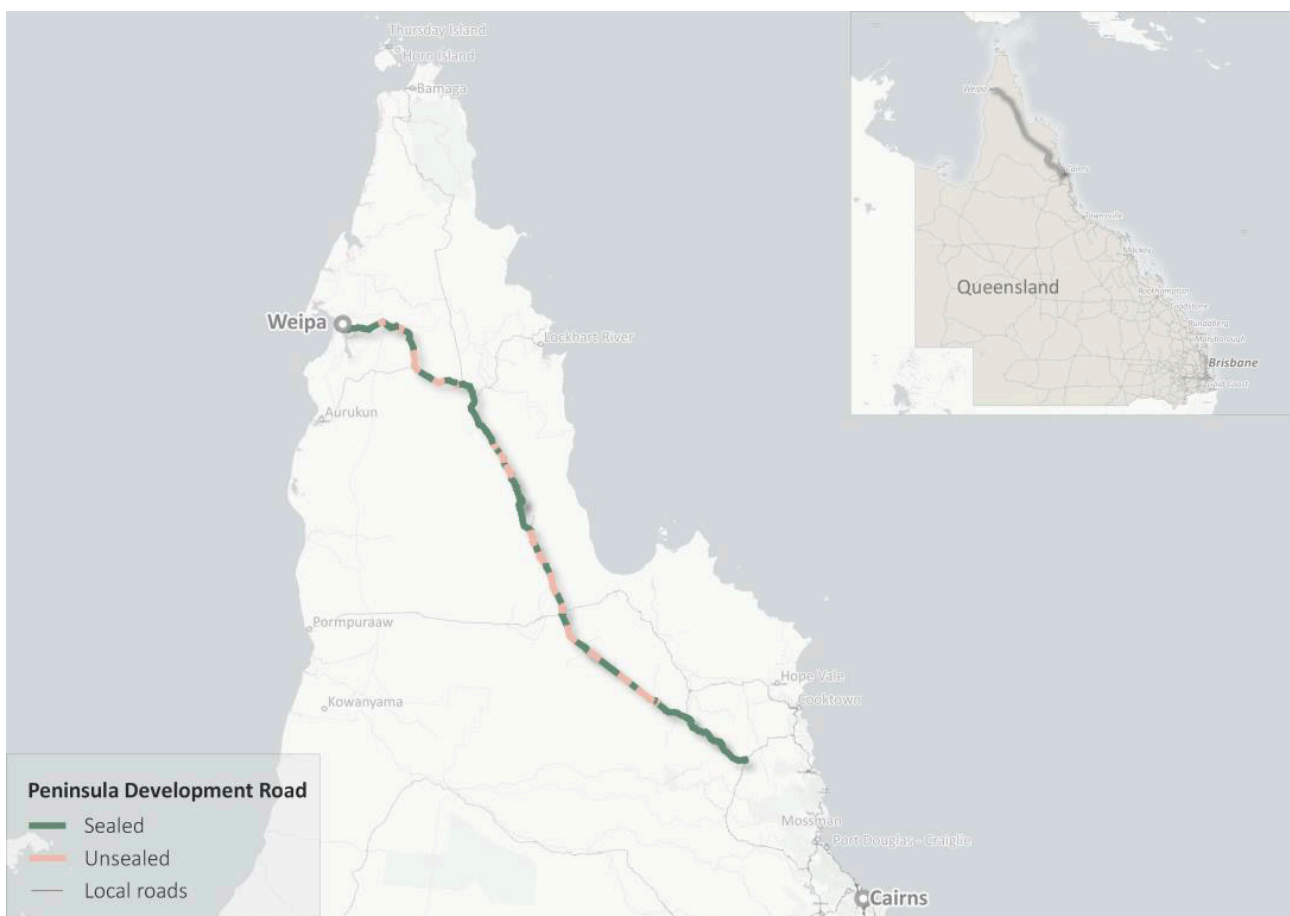 Thursday Island
Horn Island
Bamaga
Weipa
Lockhart River
Aurukun
Pormpuraaw
Kowanyama
Hope Vale
Cooktown
Mossman
Port Douglas - Craiglie
Cairns
Weipa
Cairns
Townsville
Mackay
Queensland
Rockhampton
Gladstone
Bundaberg
Maryborough
Brisbane
Gold Coast
Peninsula Development Road
Sealed
Unsealed
Local roads